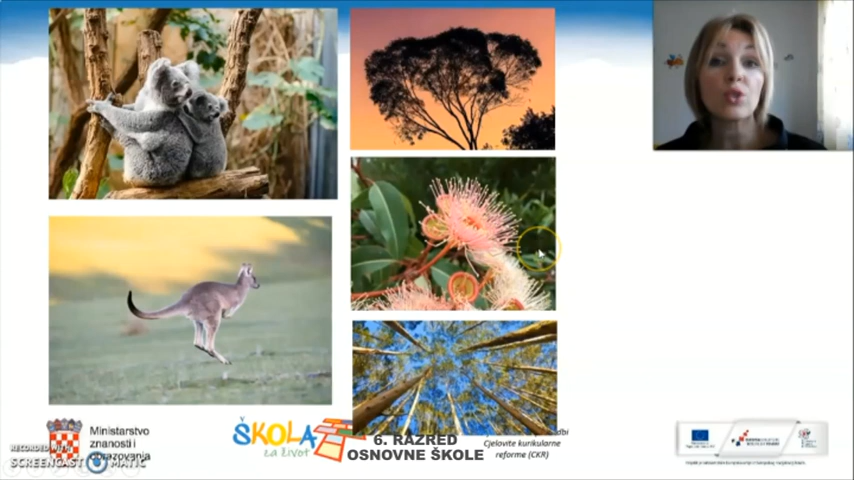 Ministarstvo
znanosti i
obrazovanja
RECORDED WITH
SCREENCAST MATIC
ŠKOLA
za život
6. RAZRED
OSNOVNE ŠKOLE
Cjelovite kurikularne
reforme (CKR)